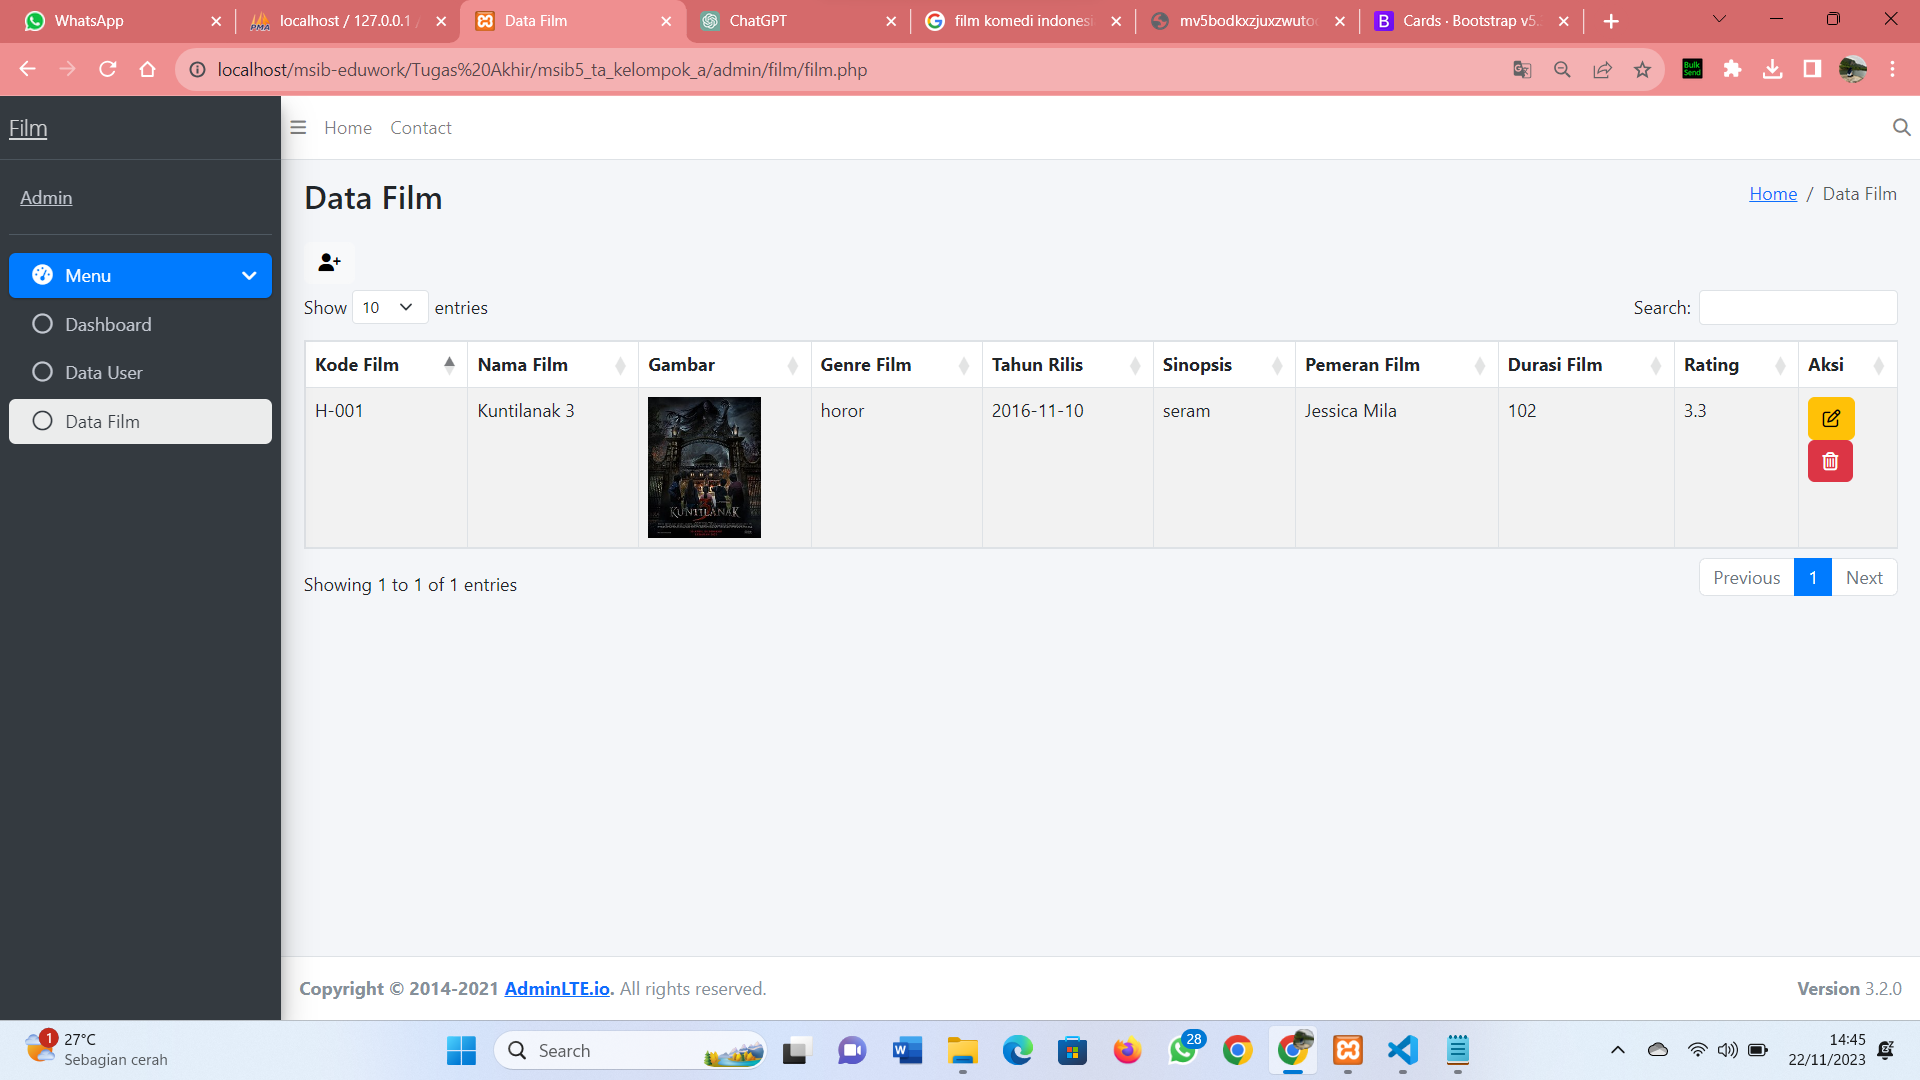 WhatsApp
localhost / 127.0.0.1 /
Data Film
ChatGPT
film komedi indonesi
mv5bodkxzjuxzwuto
Cards · Bootstrap v5.
localhost/msib-eduwork/Tugas%20Akhir/msib5_ta_kelompok_a/admin/film/film.php
Bulk Send
Film
Home Contact
Admin
Data Film
Home / Data Film
Menu
Dashboard
Data User
Data Film
Show 10 entries
Search:
Kode Film Nama Film Gambar Genre Film Tahun Rilis Sinopsis Pemeran Film Durasi Film Rating Aksi
H-001 Kuntilanak 3 horor 2016-11-10 seram Jessica Mila 102 3.3
KUNTILANAK
3
Showing 1 to 1 of 1 entries
Previous 1 Next
Copyright © 2014-2021 AdminLTE.io. All rights reserved.
Version 3.2.0
1
27°C
Sebagian cerah
Search
28
14:45
22/11/2023